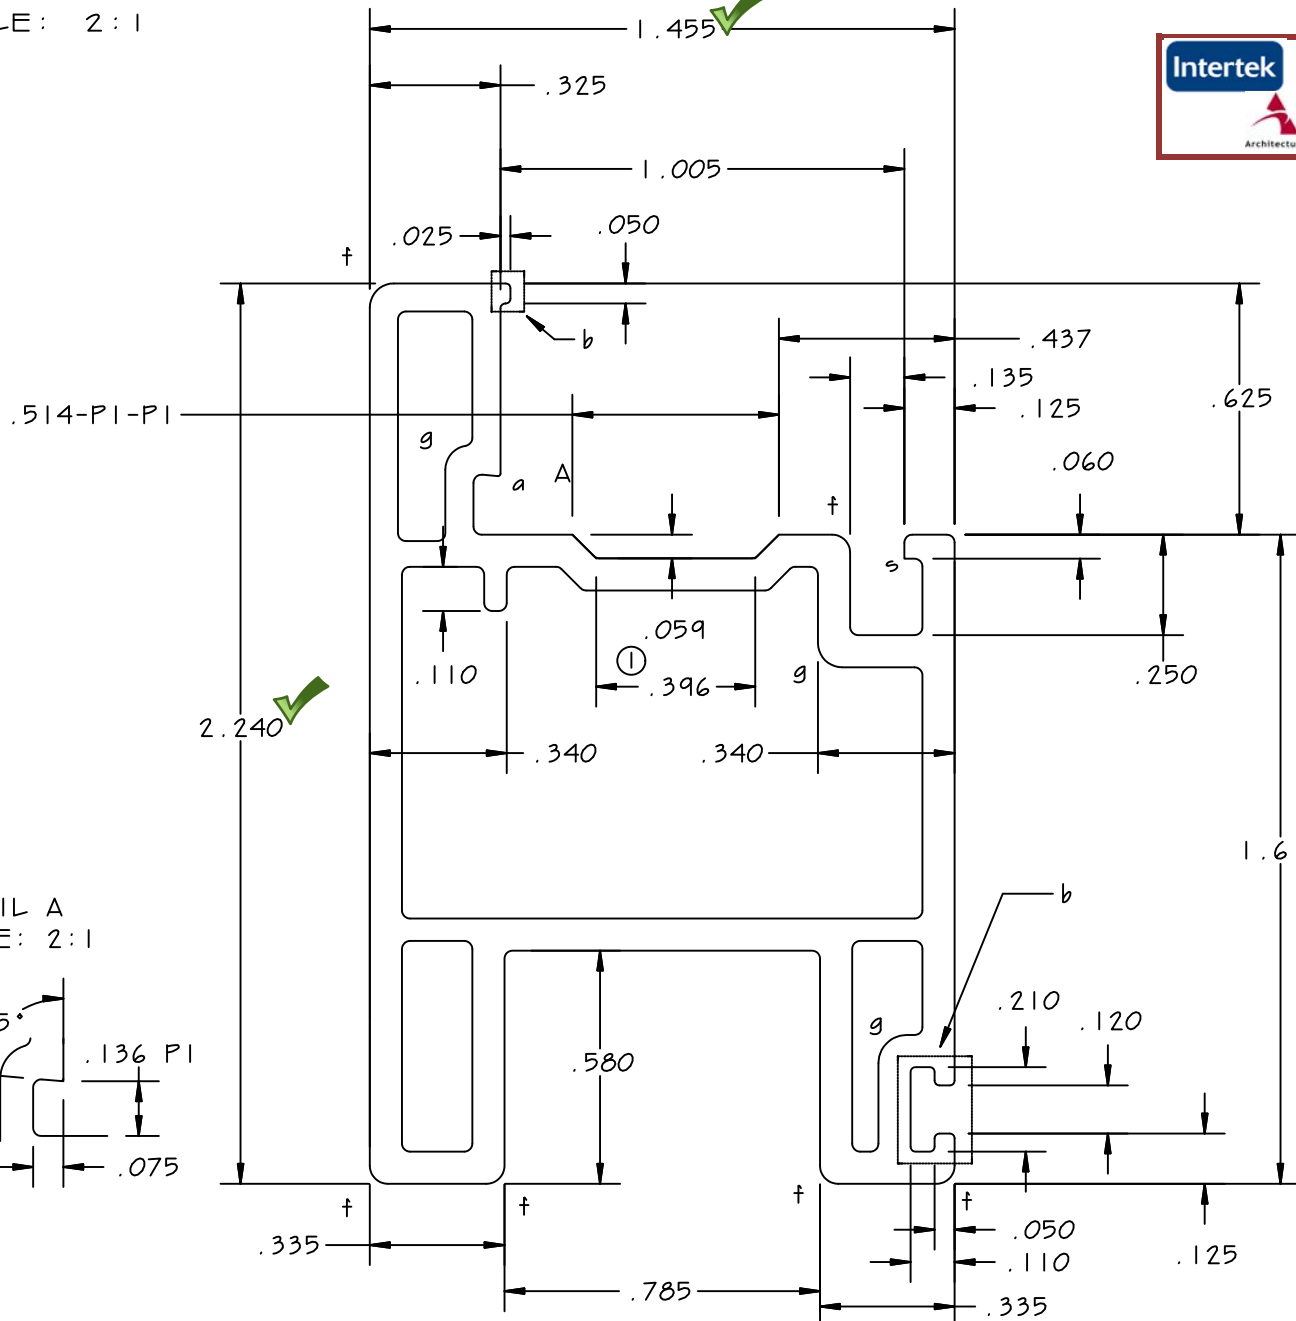 LE: 2:1
1.455
Intertek
Architectu
.325
1.005
.025
.050
f
b
.437
.135
.125
.514-P1-P1
.625
g
a
A
.060
f
s
.059
1
.396
.110
g
.250
2.240
.340
.340
1.6
IL A
E: 2:1
b
5°
.136 P1
.075
.580
g
.210
.120
f
f
f
f
.335
.050
.110
.125
.785
.335